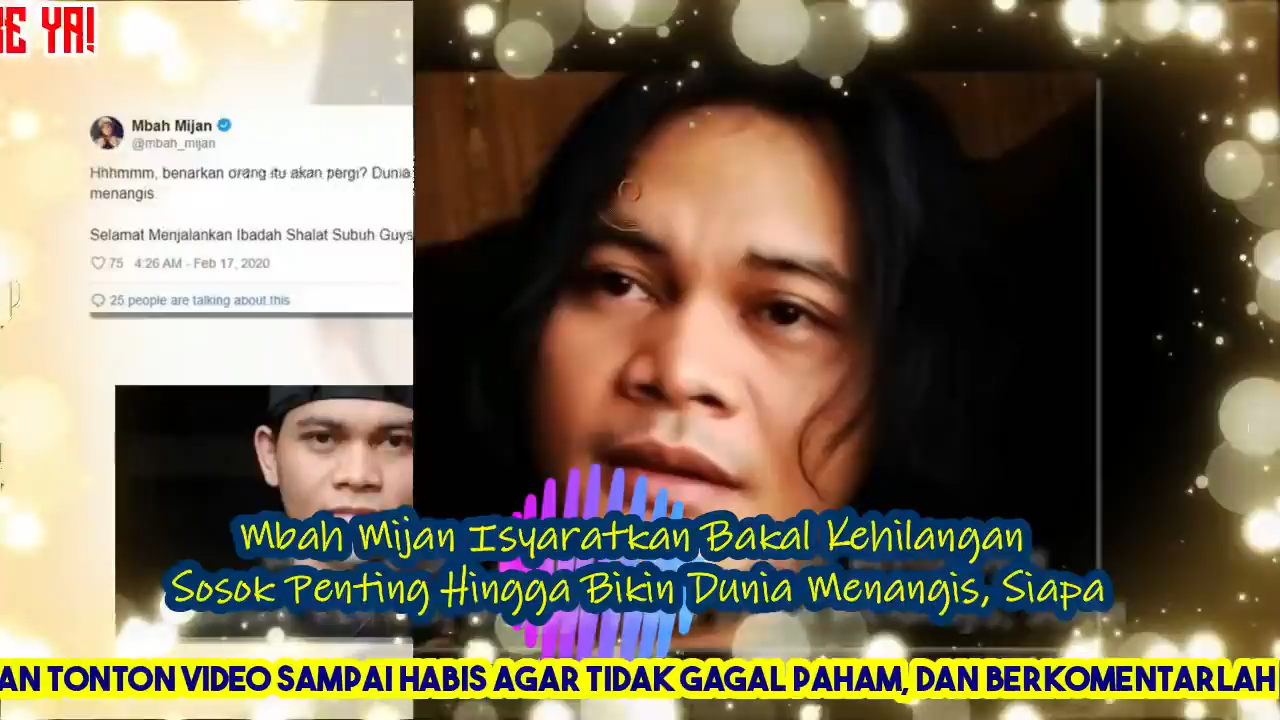 KE YA!
Mbah Mijan
@mbah_mijan
Hhhmmm, benarkan orang itu akan pergi? Dunia
menangis.
Selamat Menjalankan Ibadah Shalat Subuh Guys
75 4:26 AM - Feb 17, 2020
25 people are talking about this
Mbah Mijan Isyaratkan Bakal Kehilangan
Sosok Penting Hingga Bikin Dunia Menangis, Siapa
AN TONTON VIDEO SAMPAI HABIS AGAR TIDAK GAGAL PAHAM, DAN BERKOMENTARLAH